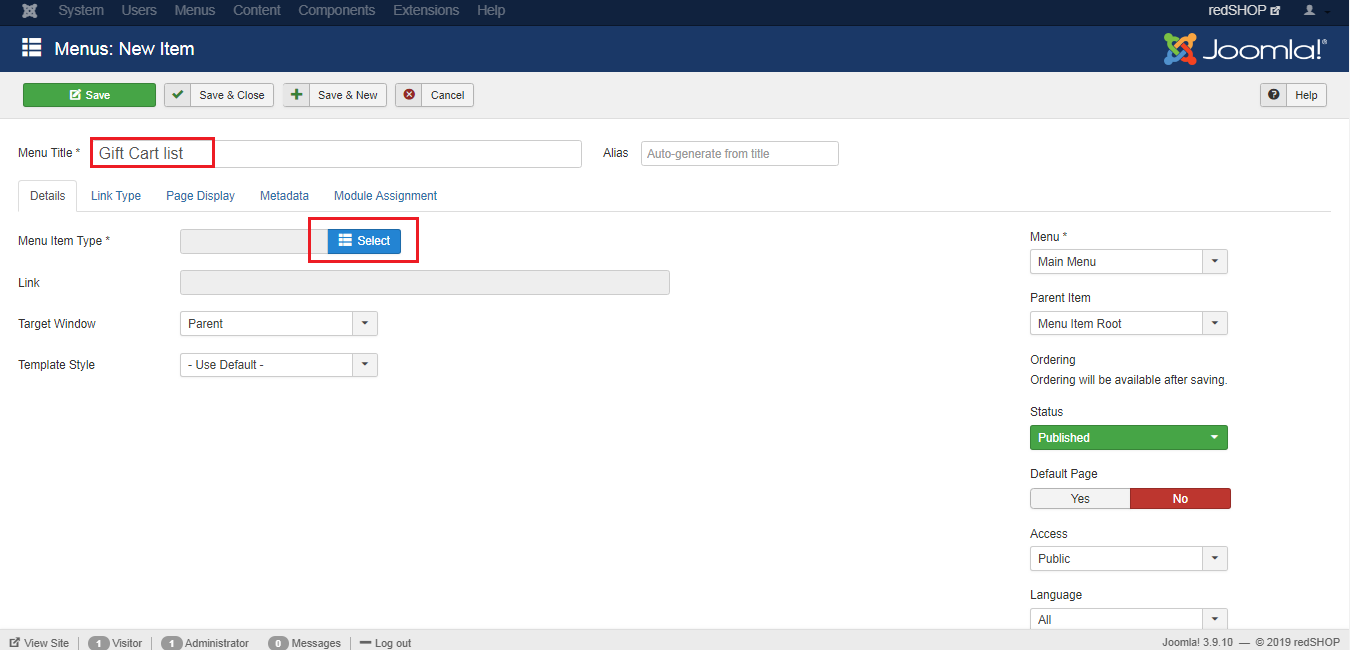 System Users Menus Content Components Extensions Help redSHOP
Menus: New Item Joomla!®
Save Save & Close Save & New Cancel Help
Menu Title * Gift Cart list Alias Auto-generate from title
Details Link Type Page Display Metadata Module Assignment
Menu Item Type * Select
Menu *
Main Menu
Link
Parent Item
Target Window Parent
Menu Item Root
Template Style - Use Default -
Ordering
Ordering will be available after saving.
Status
Published
Default Page
Yes No
Access
Public
Language
All
View Site 1 Visitor 1 Administrator 0 Messages Log out Joomla! 3.9.10 — © 2019 redSHOP